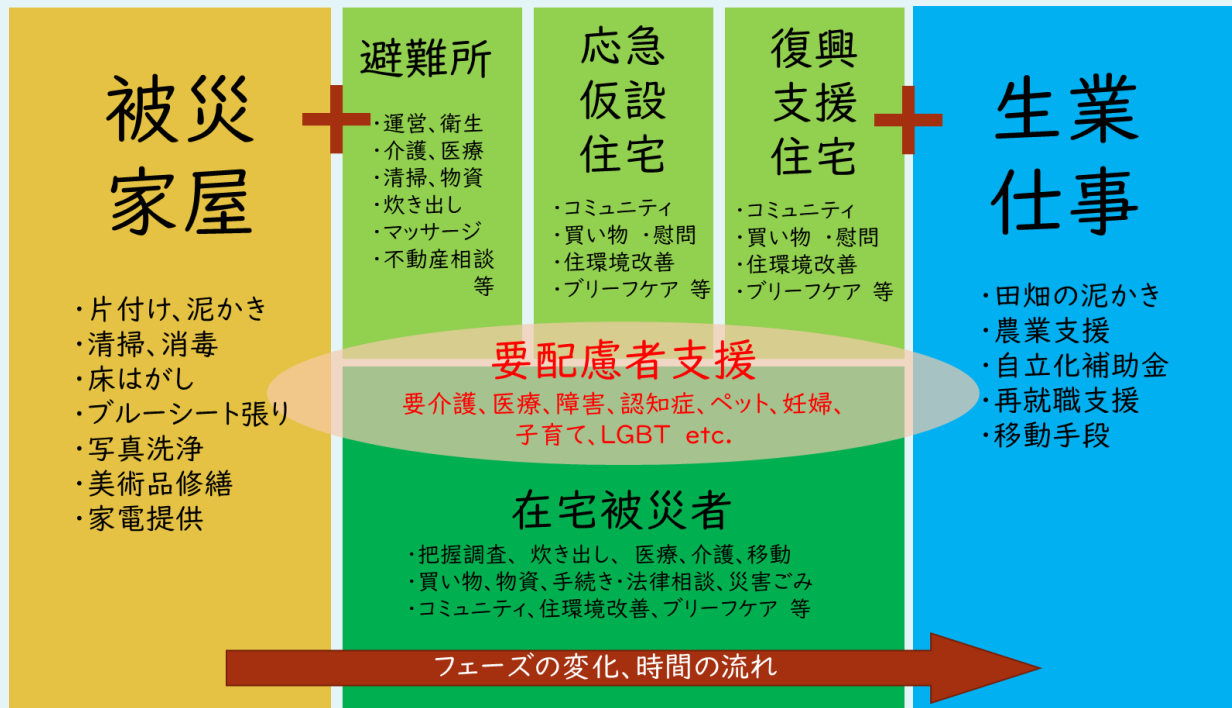 被災
家屋
・片付け、泥かき
・清掃、消毒
・床はがし
・ブルーシート張り
・写真洗浄
・美術品修繕
・家電提供
避難所
・運営、衛生
・介護、医療
・清掃、物資
・炊き出し
・マッサージ
・不動産相談
等
応急
仮設
住宅
・コミュニティ
・買い物 ・慰問
・住環境改善
・ブリーフケア 等
復興
支援
住宅
・コミュニティ
・買い物 ・慰問
・住環境改善
・ブリーフケア 等
生業
仕事
・田畑の泥かき
・農業支援
・自立化補助金
・再就職支援
・移動手段
要配慮者支援
要介護、医療、障害、認知症、ペット、妊婦、
子育て、LGBT etc.
在宅被災者
・把握調査、 炊き出し、 医療、介護、移動
・買い物、物資、手続き・法律相談、災害ごみ
・コミュニティ、住環境改善、ブリーフケア 等
フェーズの変化、時間の流れ